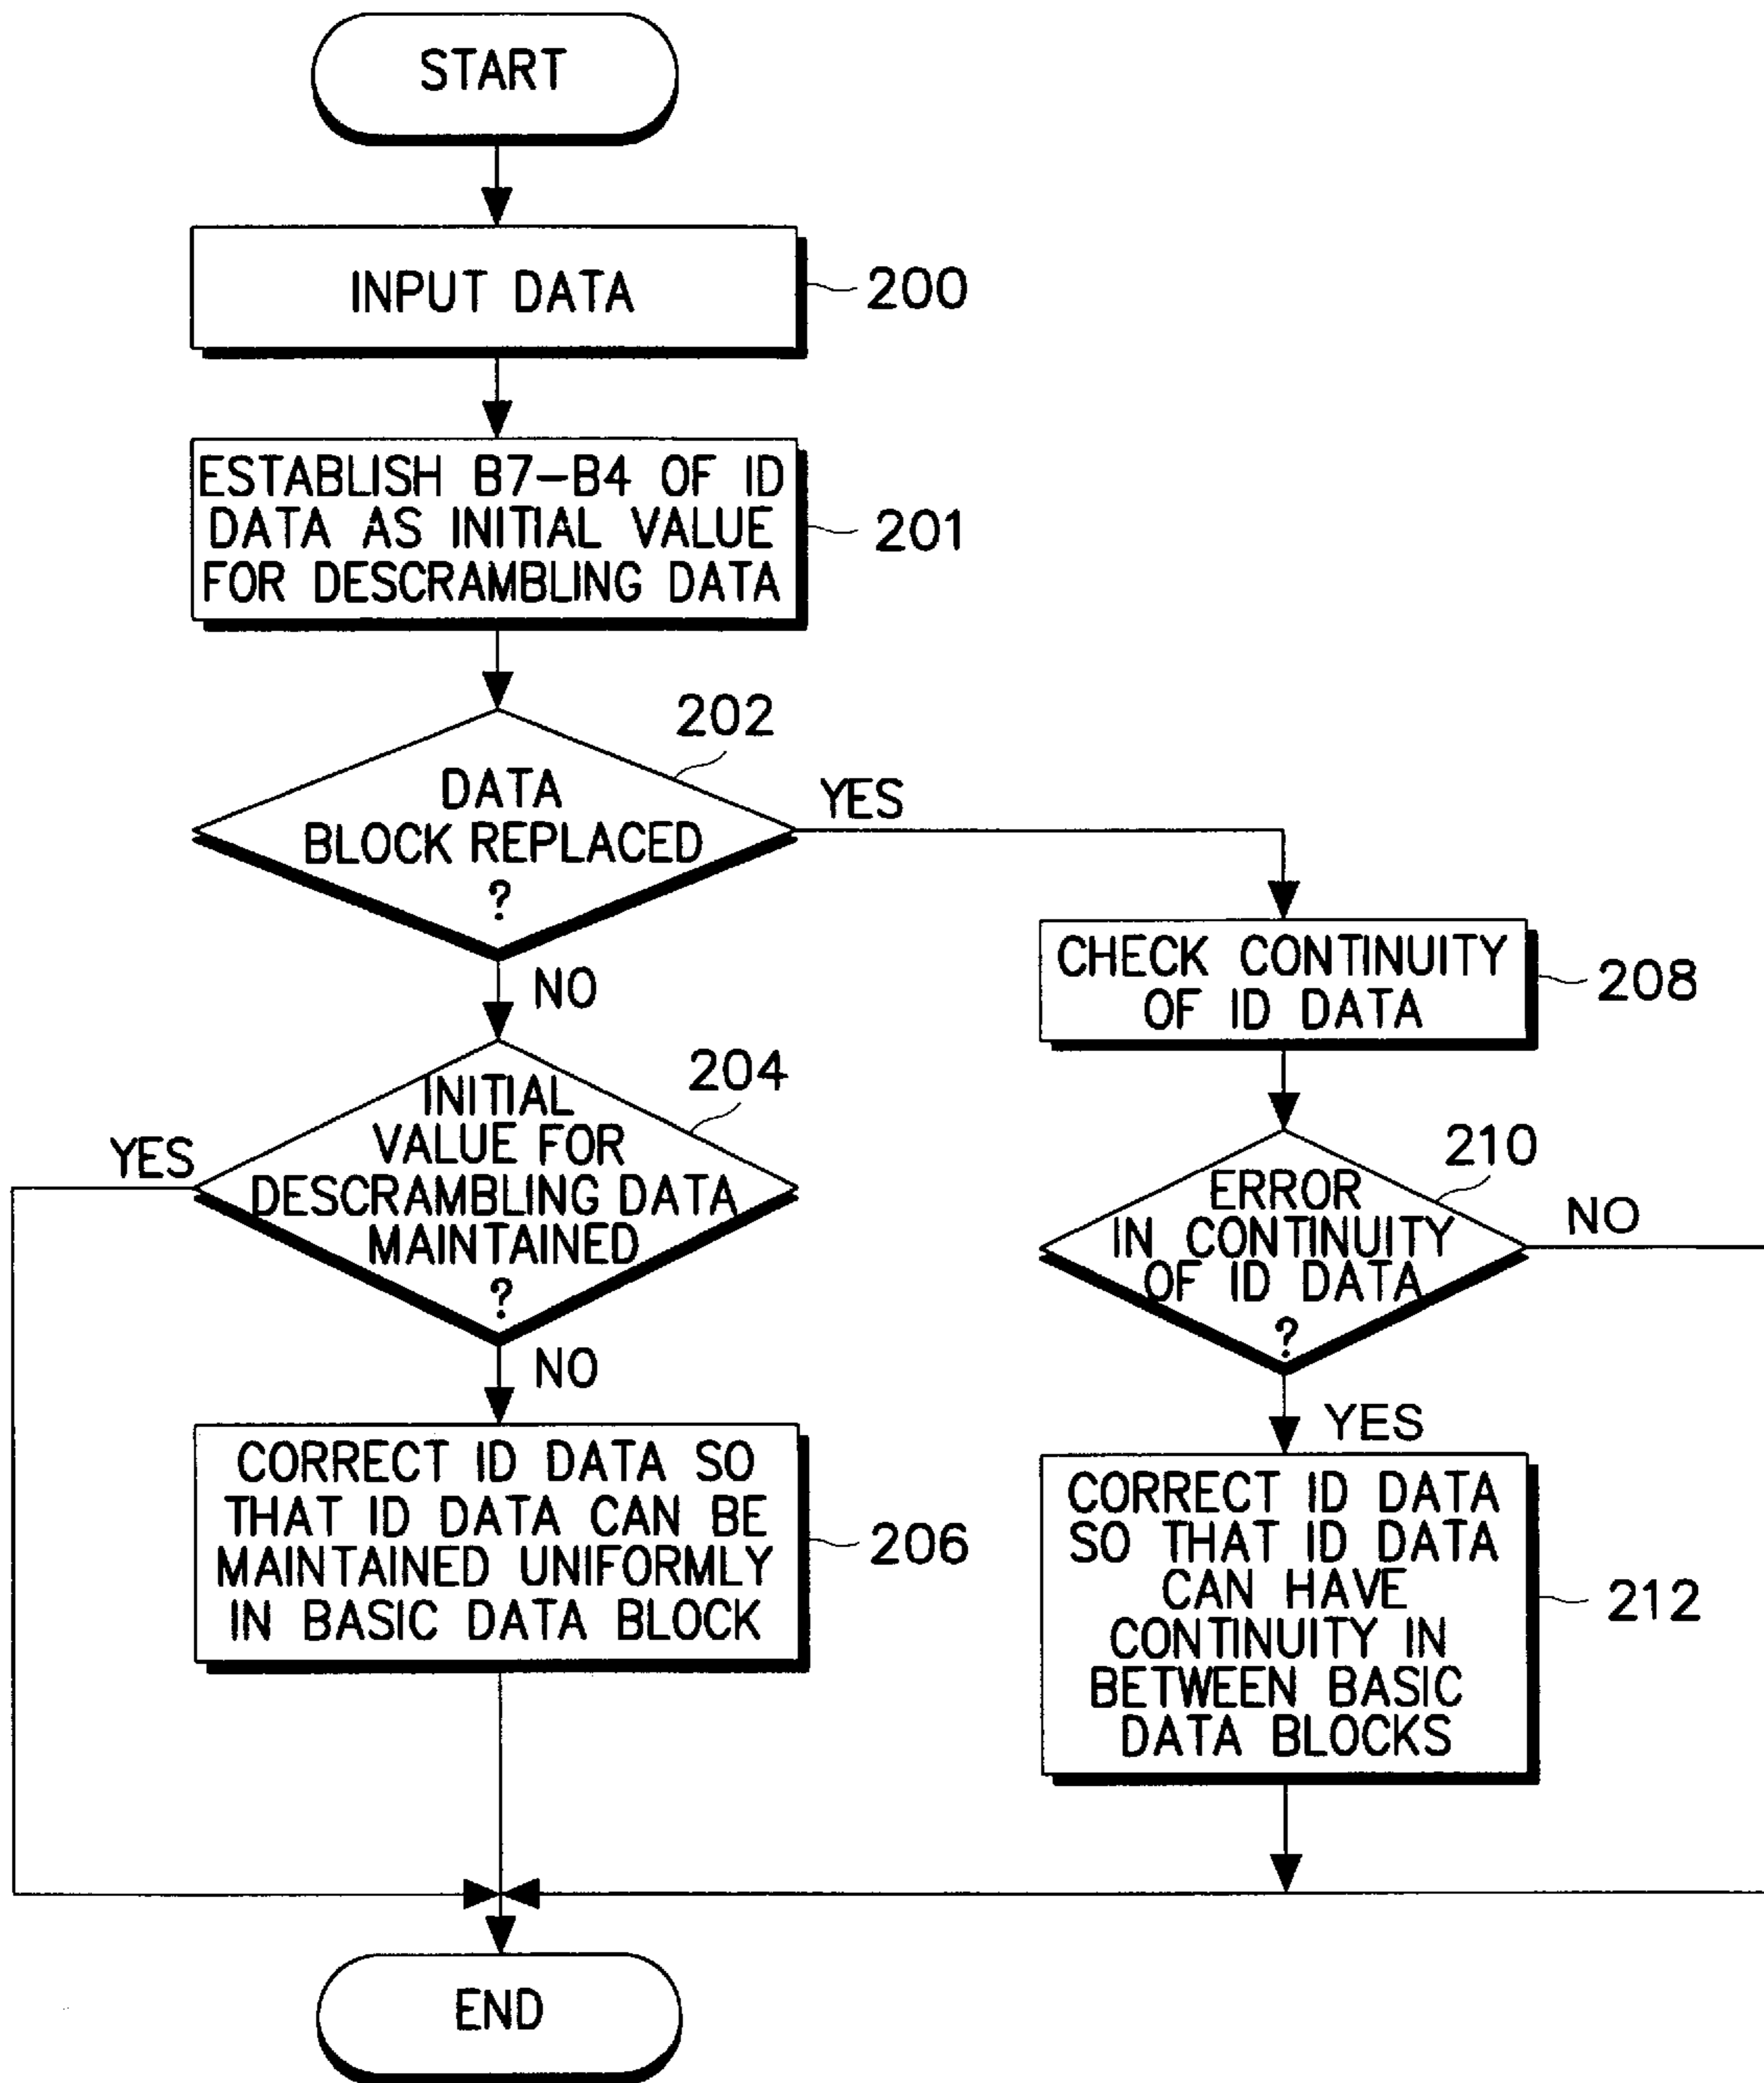 START
INPUT DATA
200
ESTABLISH B7-B4 OF ID
DATA AS INITIAL VALUE
FOR DESCRAMBLING DATA
201
202
DATA
BLOCK REPLACED
?
YES
NO
204
INITIAL
VALUE FOR
DESCRAMBLING DATA
MAINTAINED
?
YES
NO
CORRECT ID DATA SO
THAT ID DATA CAN BE
MAINTAINED UNIFORMLY
IN BASIC DATA BLOCK
206
CHECK CONTINUITY
OF ID DATA
208
210
ERROR
IN CONTINUITY
OF ID DATA
?
NO
YES
CORRECT ID DATA
SO THAT ID DATA
CAN HAVE
CONTINUITY IN
BETWEEN BASIC
DATA BLOCKS
212
END